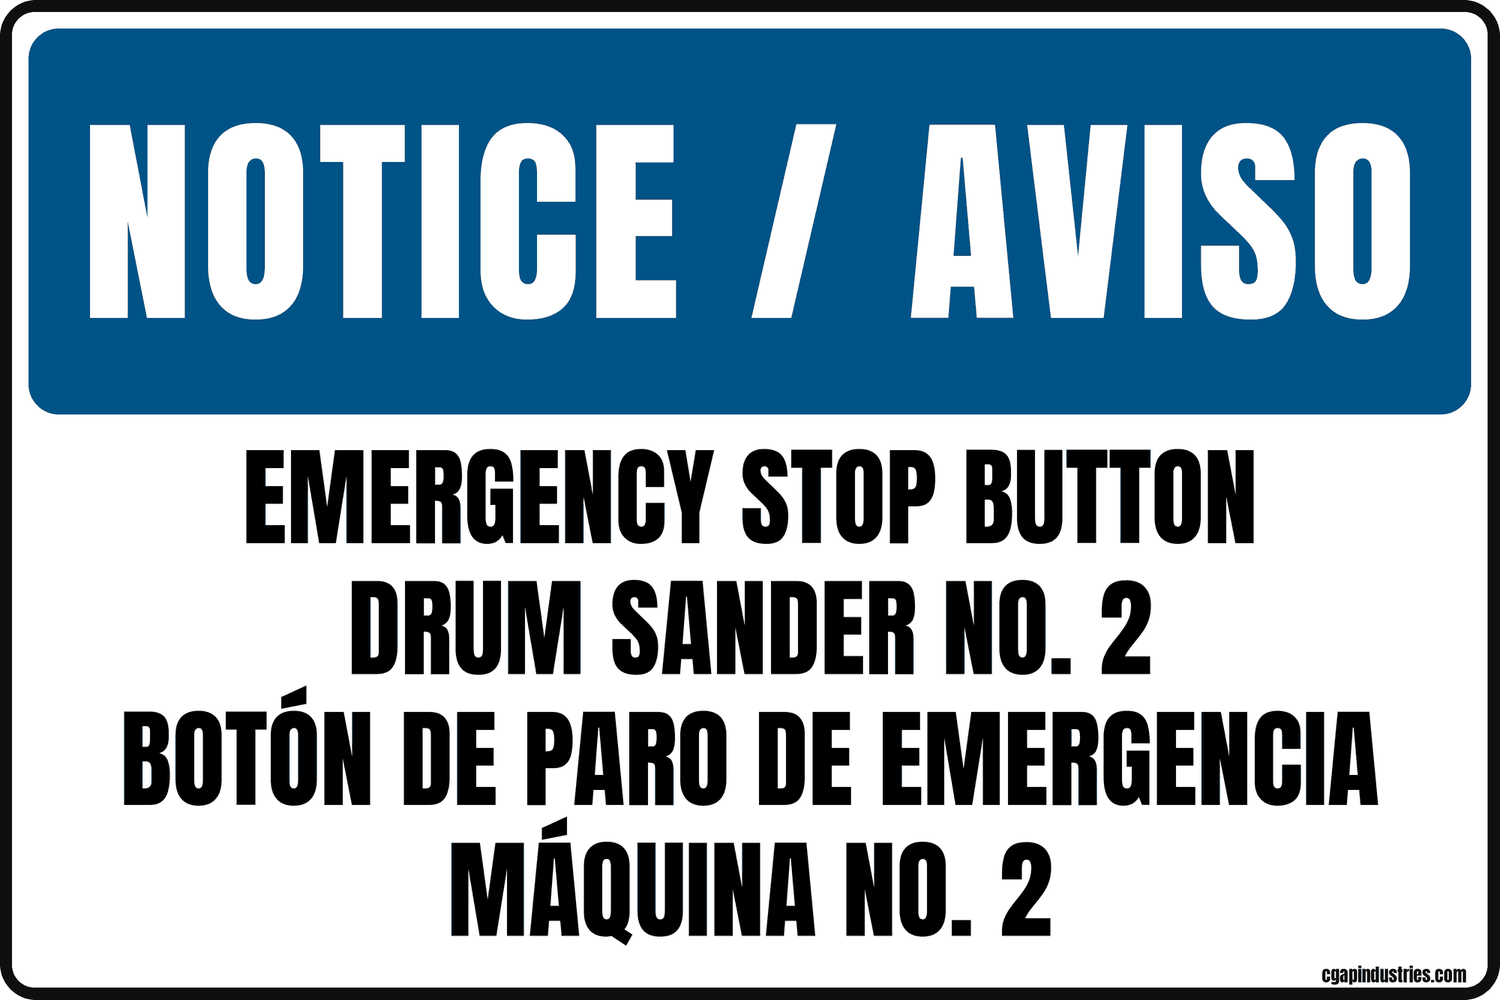 NOTICE / AVISO
EMERGENCY STOP BUTTON
DRUM SANDER NO. 2
BOTÓN DE PARO DE EMERGENCIA
MÁQUINA NO. 2
cgapindustries.com